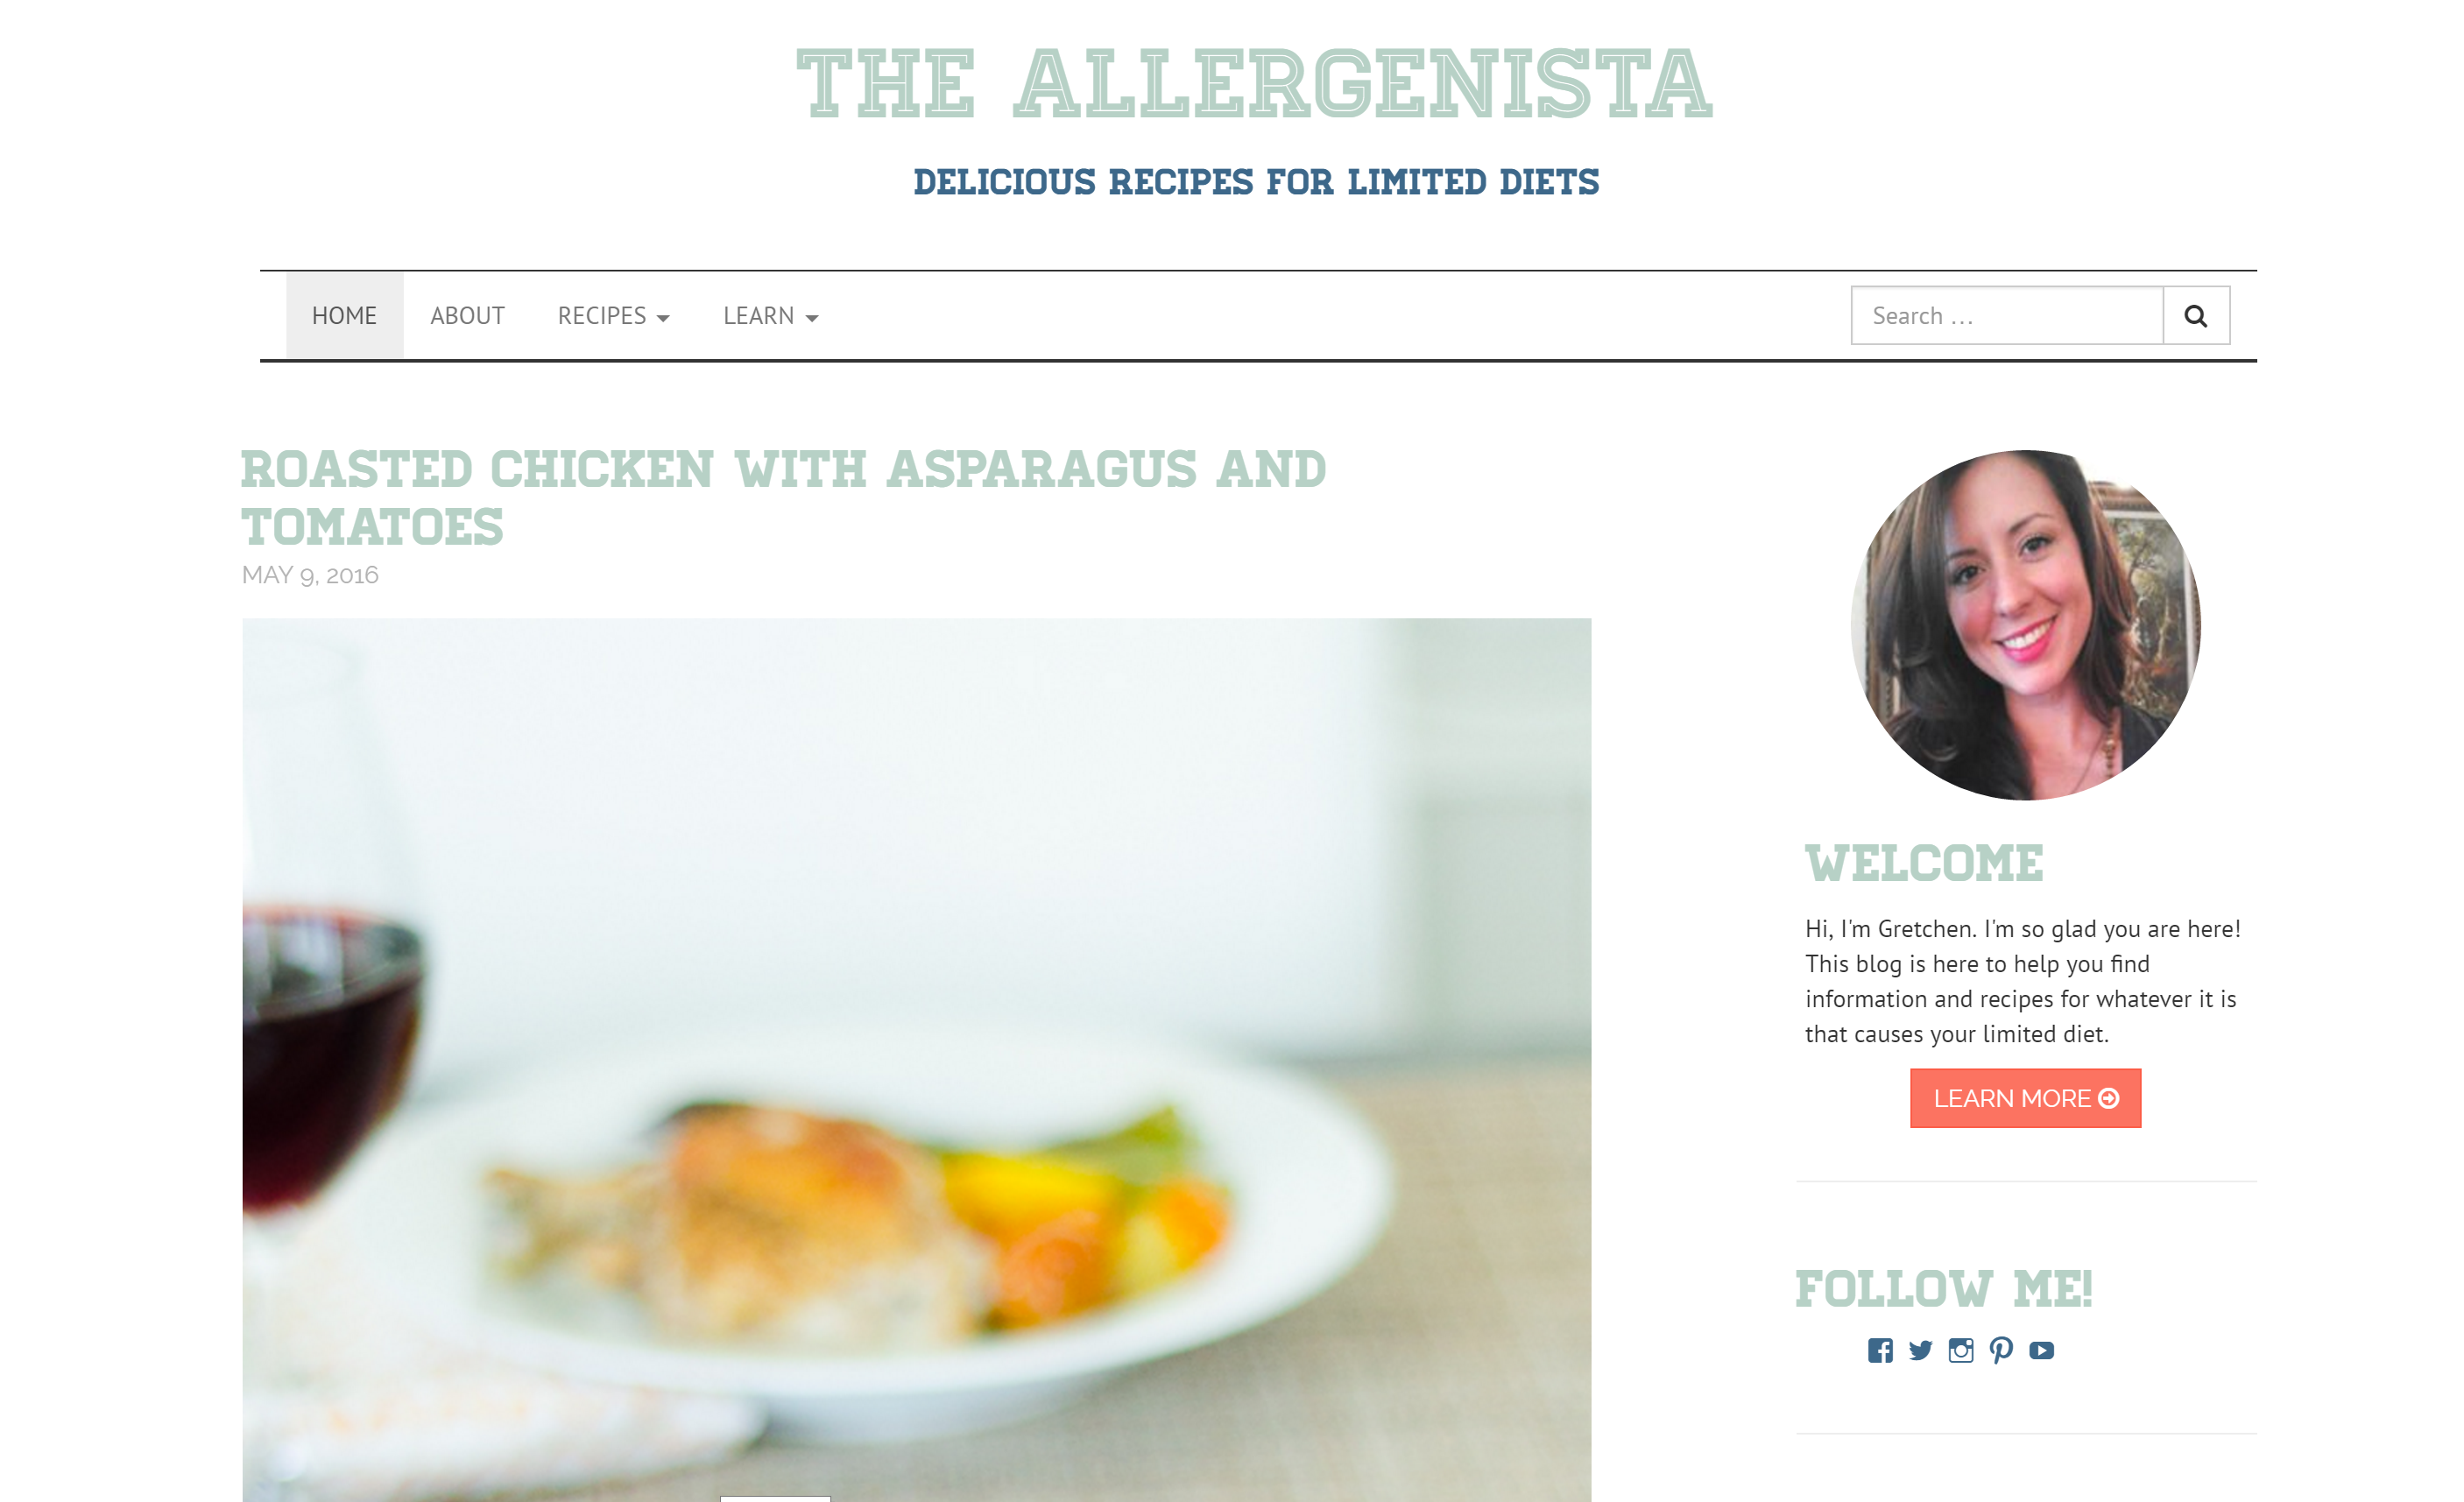 THE ALLERGENISTA
DELICIOUS RECIPES FOR LIMITED DIETS
HOME ABOUT RECIPES LEARN Search ...
ROASTED CHICKEN WITH ASPARAGUS AND
TOMATOES
MAY 9, 2016
WELCOME
Hi, I'm Gretchen. I'm so glad you are here!
This blog is here to help you find
information and recipes for whatever it is
that causes your limited diet.
LEARN MORE
FOLLOW ME!